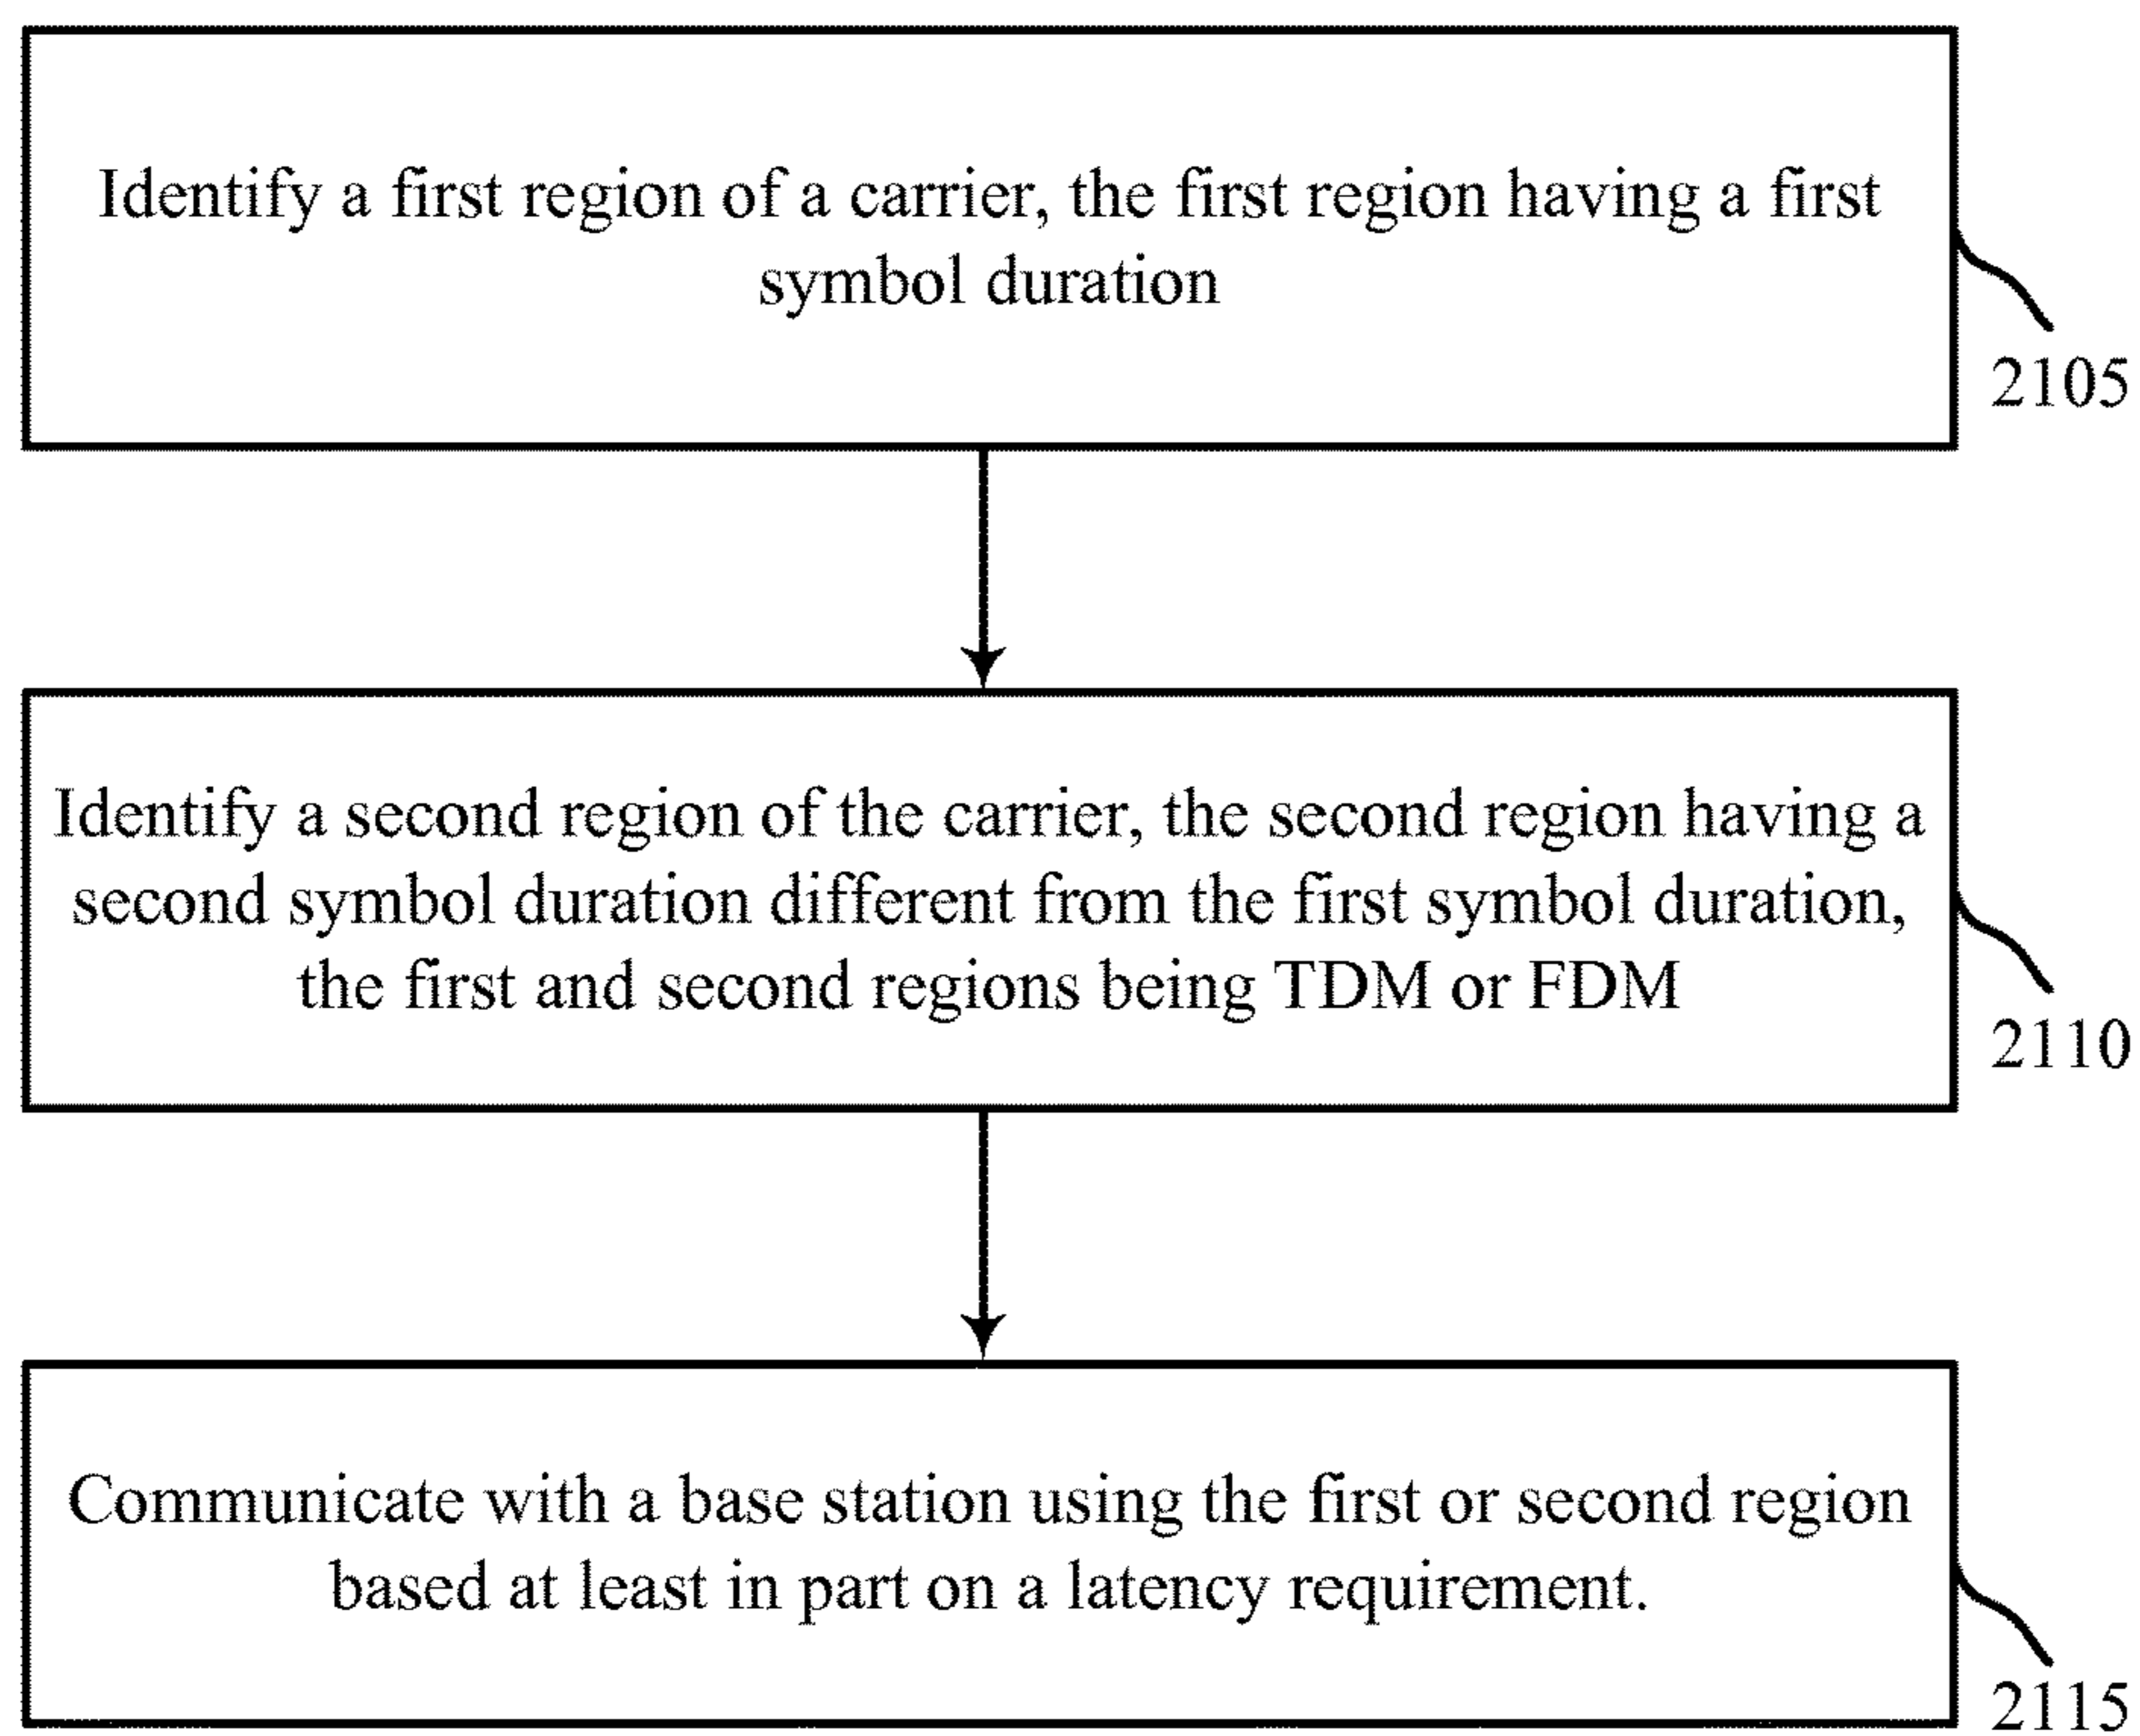 Identify a first region of a carrier, the first region having a first
symbol duration
2105
Identify a second region of the carrier, the second region having a
second symbol duration different from the first symbol duration,
the first and second regions being TDM or FDM
2110
Communicate with a base station using the first or second region
based at least in part on a latency requirement.
2115